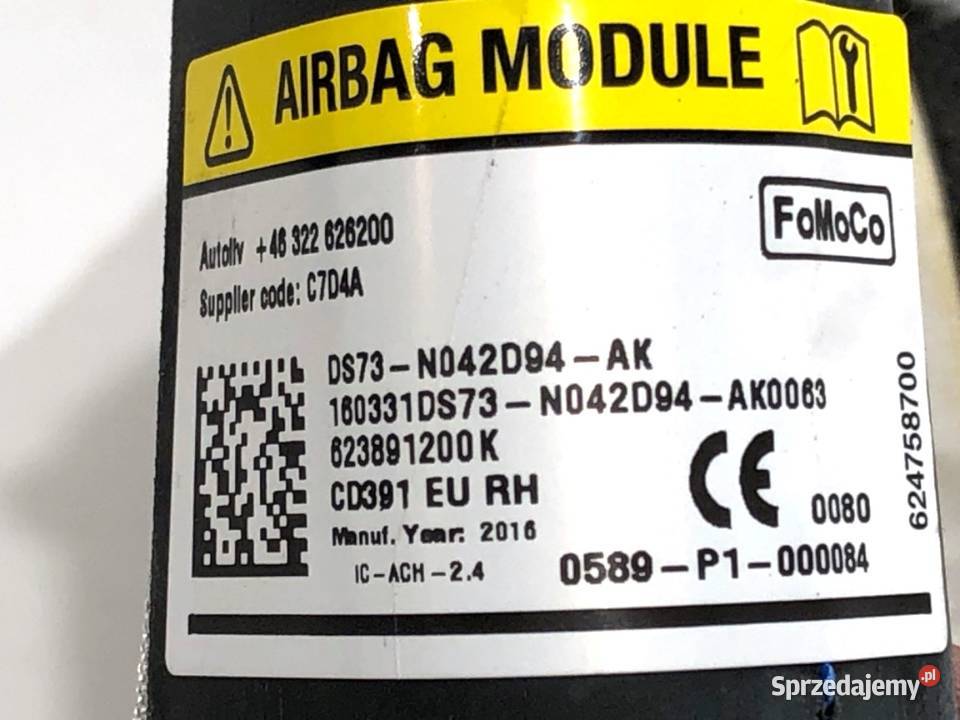 AIRBAG MODULE
FoMoCo
Autoliv +46 322 626200
Supplier code: C7D4A
DS73-N042D94-AK
160331DS73-N042D94-AK0063
623891200K
CD391 EU RH
Manuf. Year: 2016
IC-ACH-2.4
CE 0080
0589-P1-000084
624758700
Sprzedajemy.pl